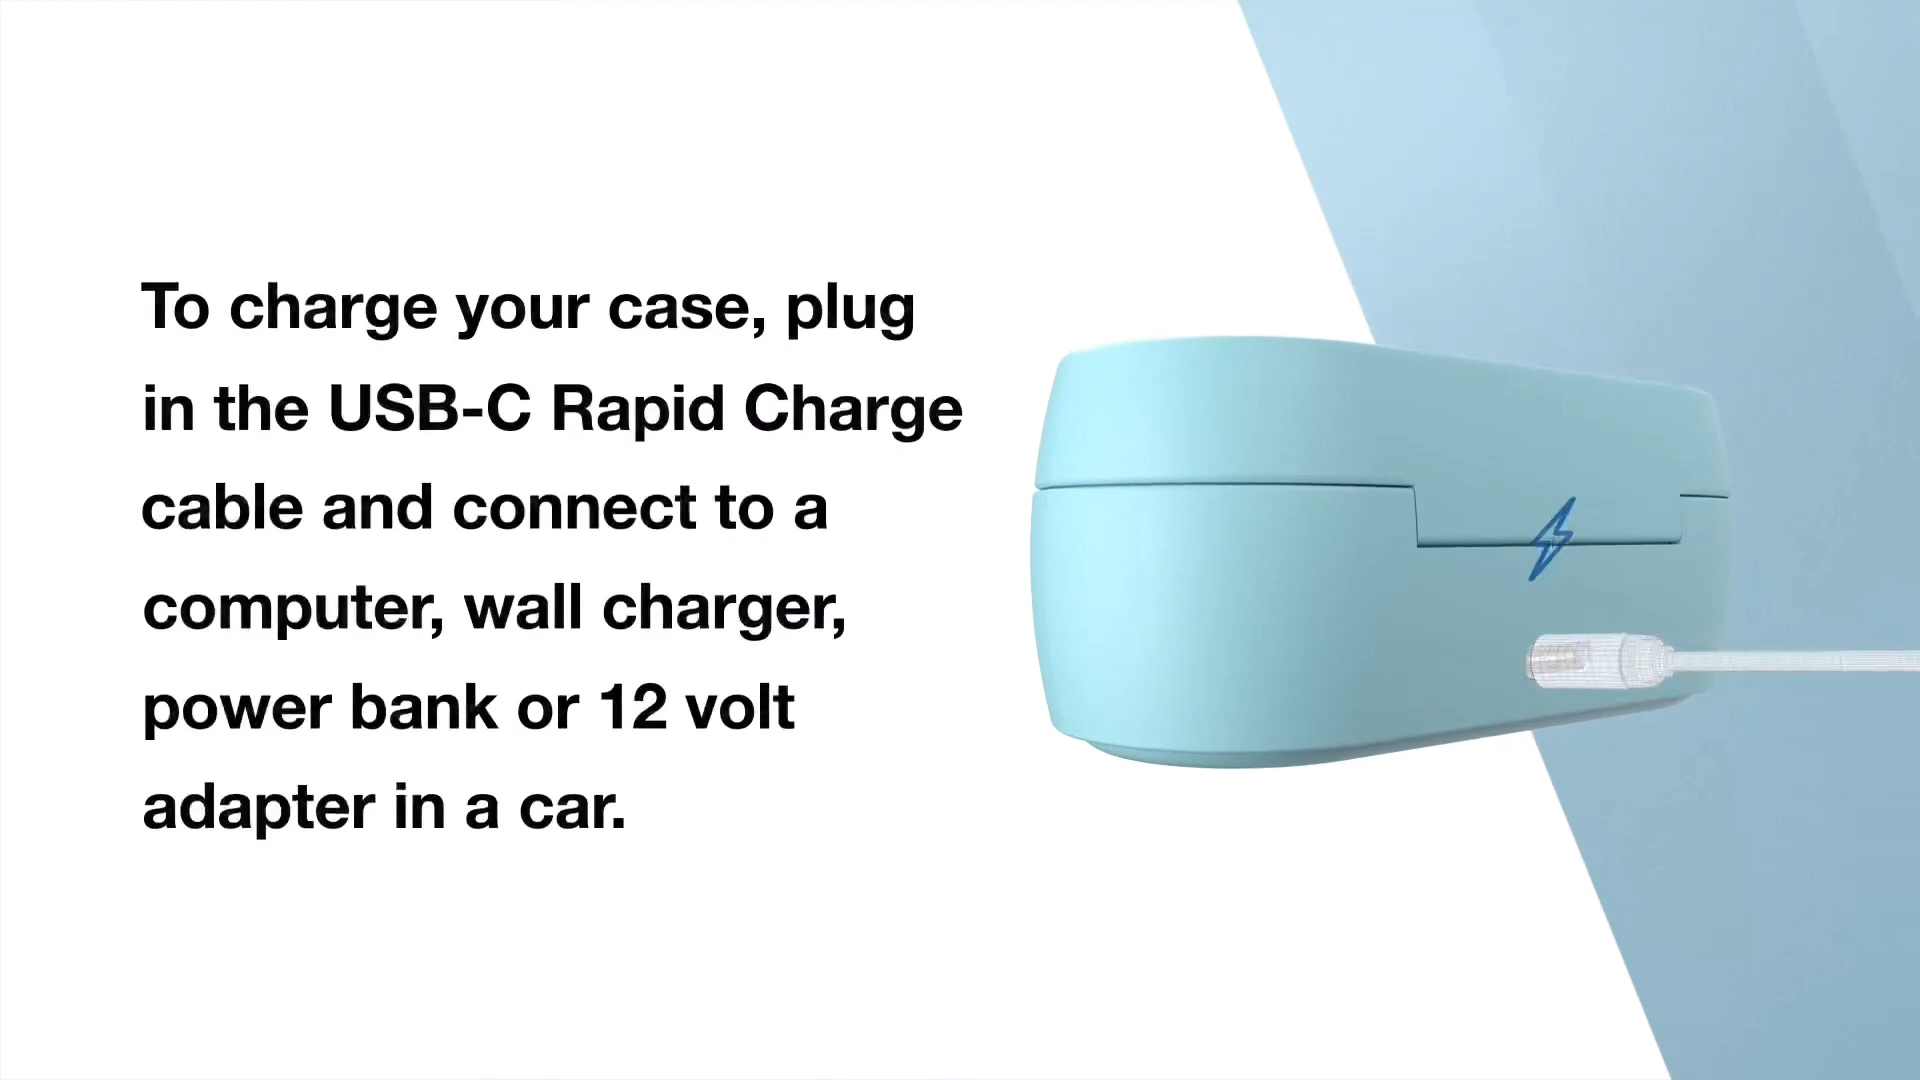 To charge your case, plug
in the USB-C Rapid Charge
cable and connect to a
computer, wall charger,
power bank or 12 volt
adapter in a car.